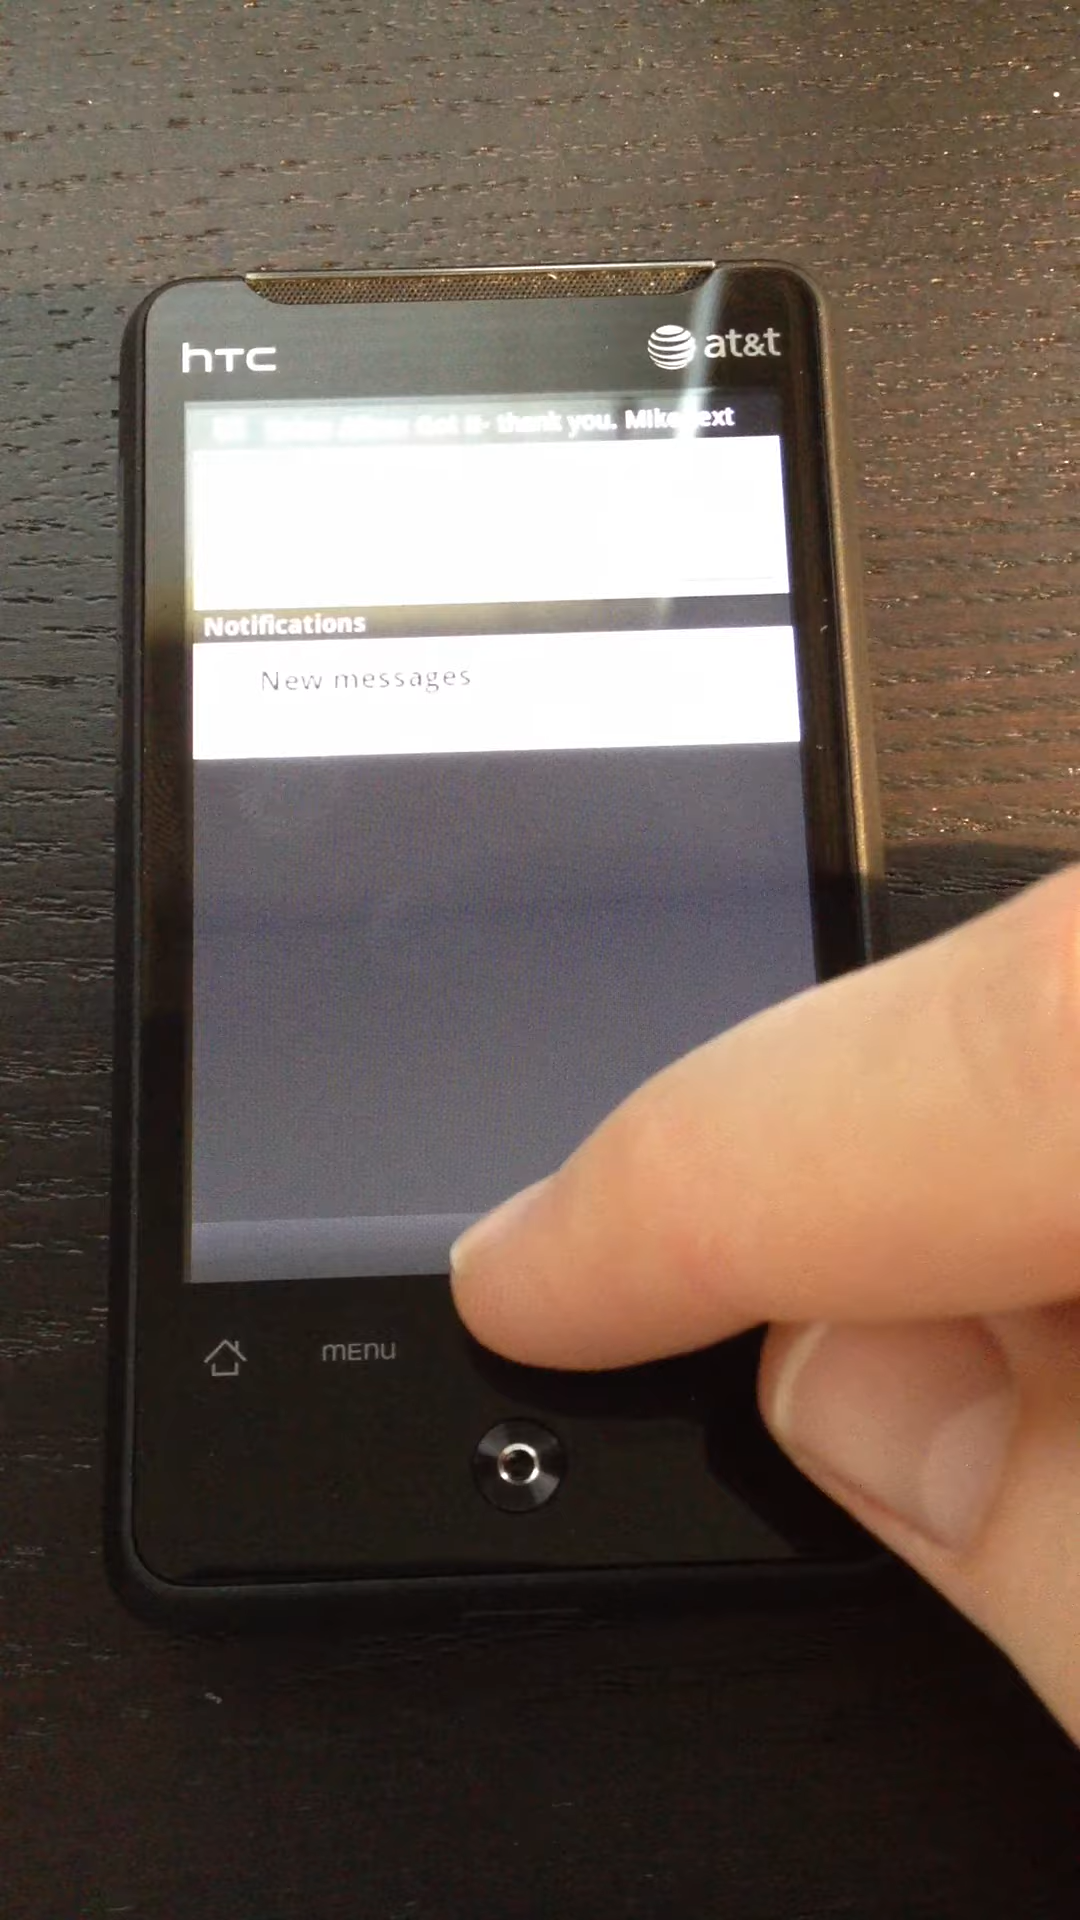 hTC
at&t
Got it- thank you. Mike
Notifications
New messages
MENU